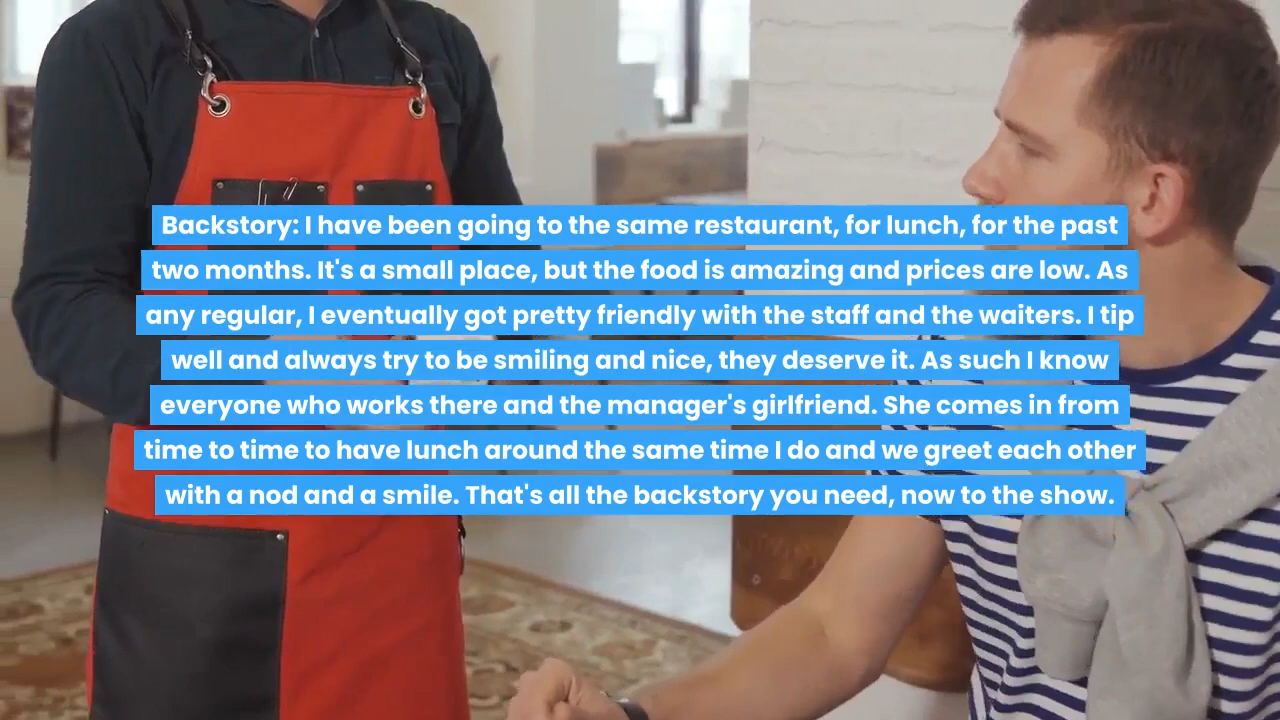 Backstory: I have been going to the same restaurant, for lunch, for the past
two months. It's a small place, but the food is amazing and prices are low. As
any regular, I eventually got pretty friendly with the staff and the waiters. I tip
well and always try to be smiling and nice, they deserve it. As such I know
everyone who works there and the manager's girlfriend. She comes in from
time to time to have lunch around the same time I do and we greet each other
with a nod and a smile. That's all the backstory you need, now to the show.